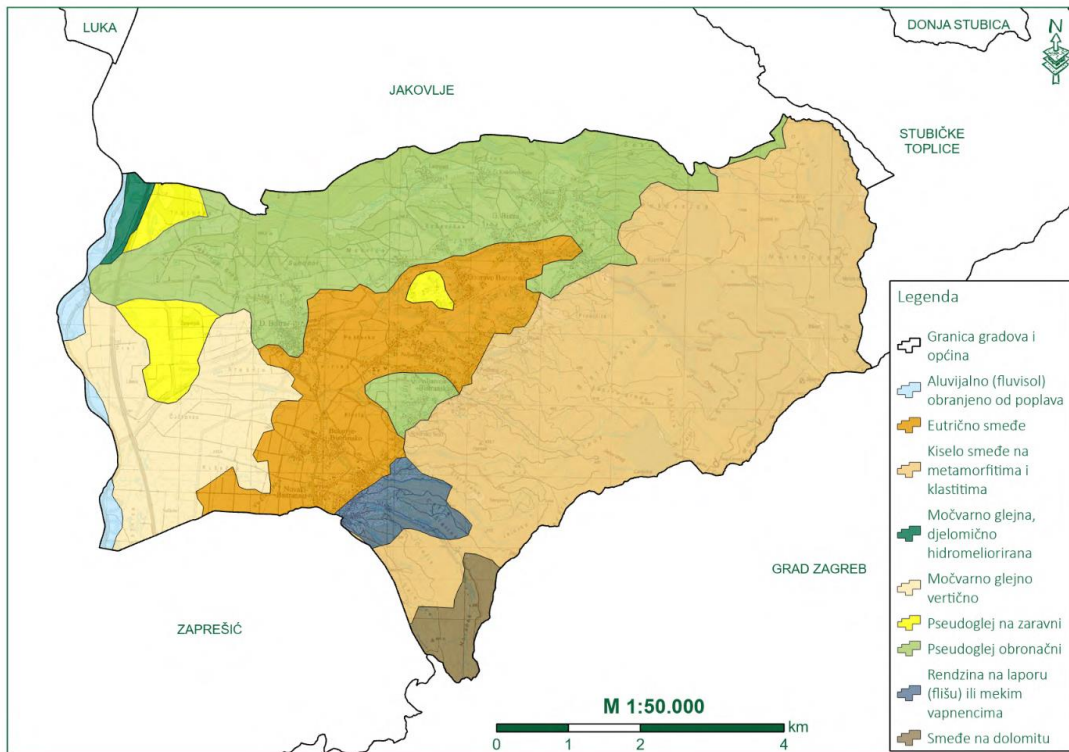 LUKA
DONJA STUBICA
N
JAKOVLJE
STUBIČKE
TOPLICE
Legenda
Granica gradova i
općina
Aluvijalno (fluvisol)
obranjeno od poplava
Eutrično smeđe
Kiselo smeđe na
metamorfitima i
klastitima
Močvarno glejna,
djelomično
hidromeliorirana
Močvarno glejno
vertično
Pseudoglej na zaravni
Pseudoglej obronačni
Rendzina na laporu
(flišu) ili mekim
vapnencima
Smeđe na dolomitu
GRAD ZAGREB
ZAPREŠIĆ
M 1:50.000
km
0 1 2 4